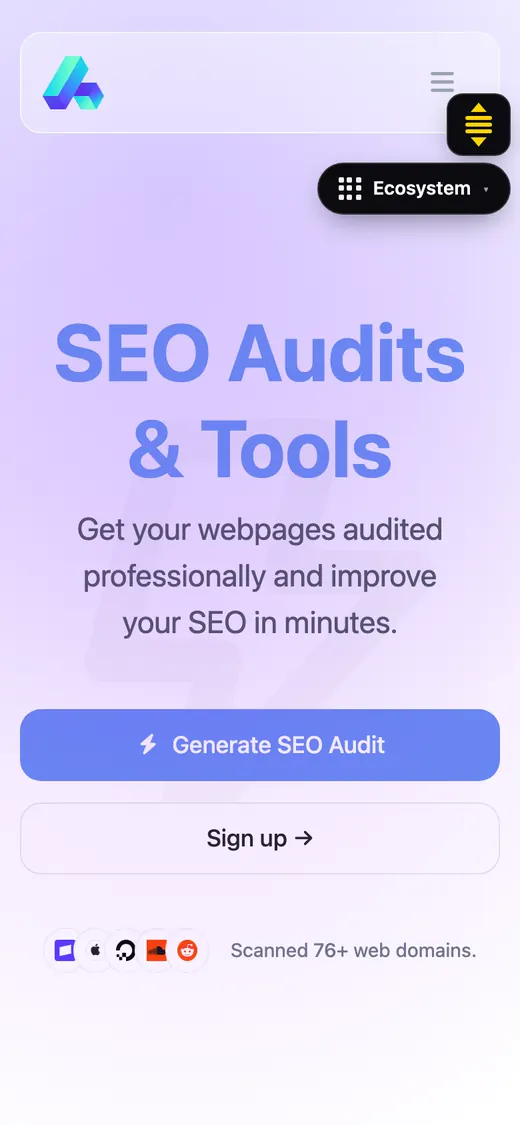 Ecosystem
SEO Audits
& Tools
Get your webpages audited
professionally and improve
your SEO in minutes.
Generate SEO Audit
Sign up →
Scanned 76+ web domains.